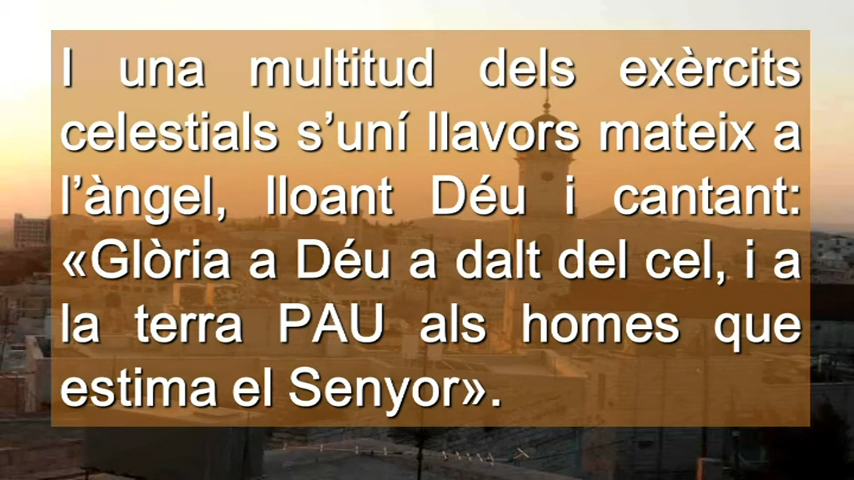 I una multitud dels exèrcits
celestials s’uní llavors mateix a
l’àngel, lloant Déu i cantant:
«Glòria a Déu a dalt del cel, i a
la terra PAU als homes que
estima el Senyor».